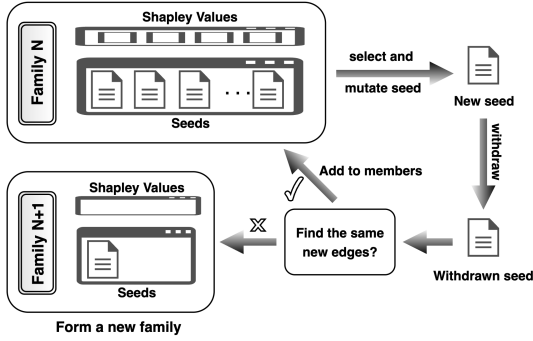 Family N
Shapley Values
Seeds
select and
mutate seed
New seed
withdraw
Withdrawn seed
Find the same
new edges?
Add to members
Family N+1
Shapley Values
Seeds
Form a new family